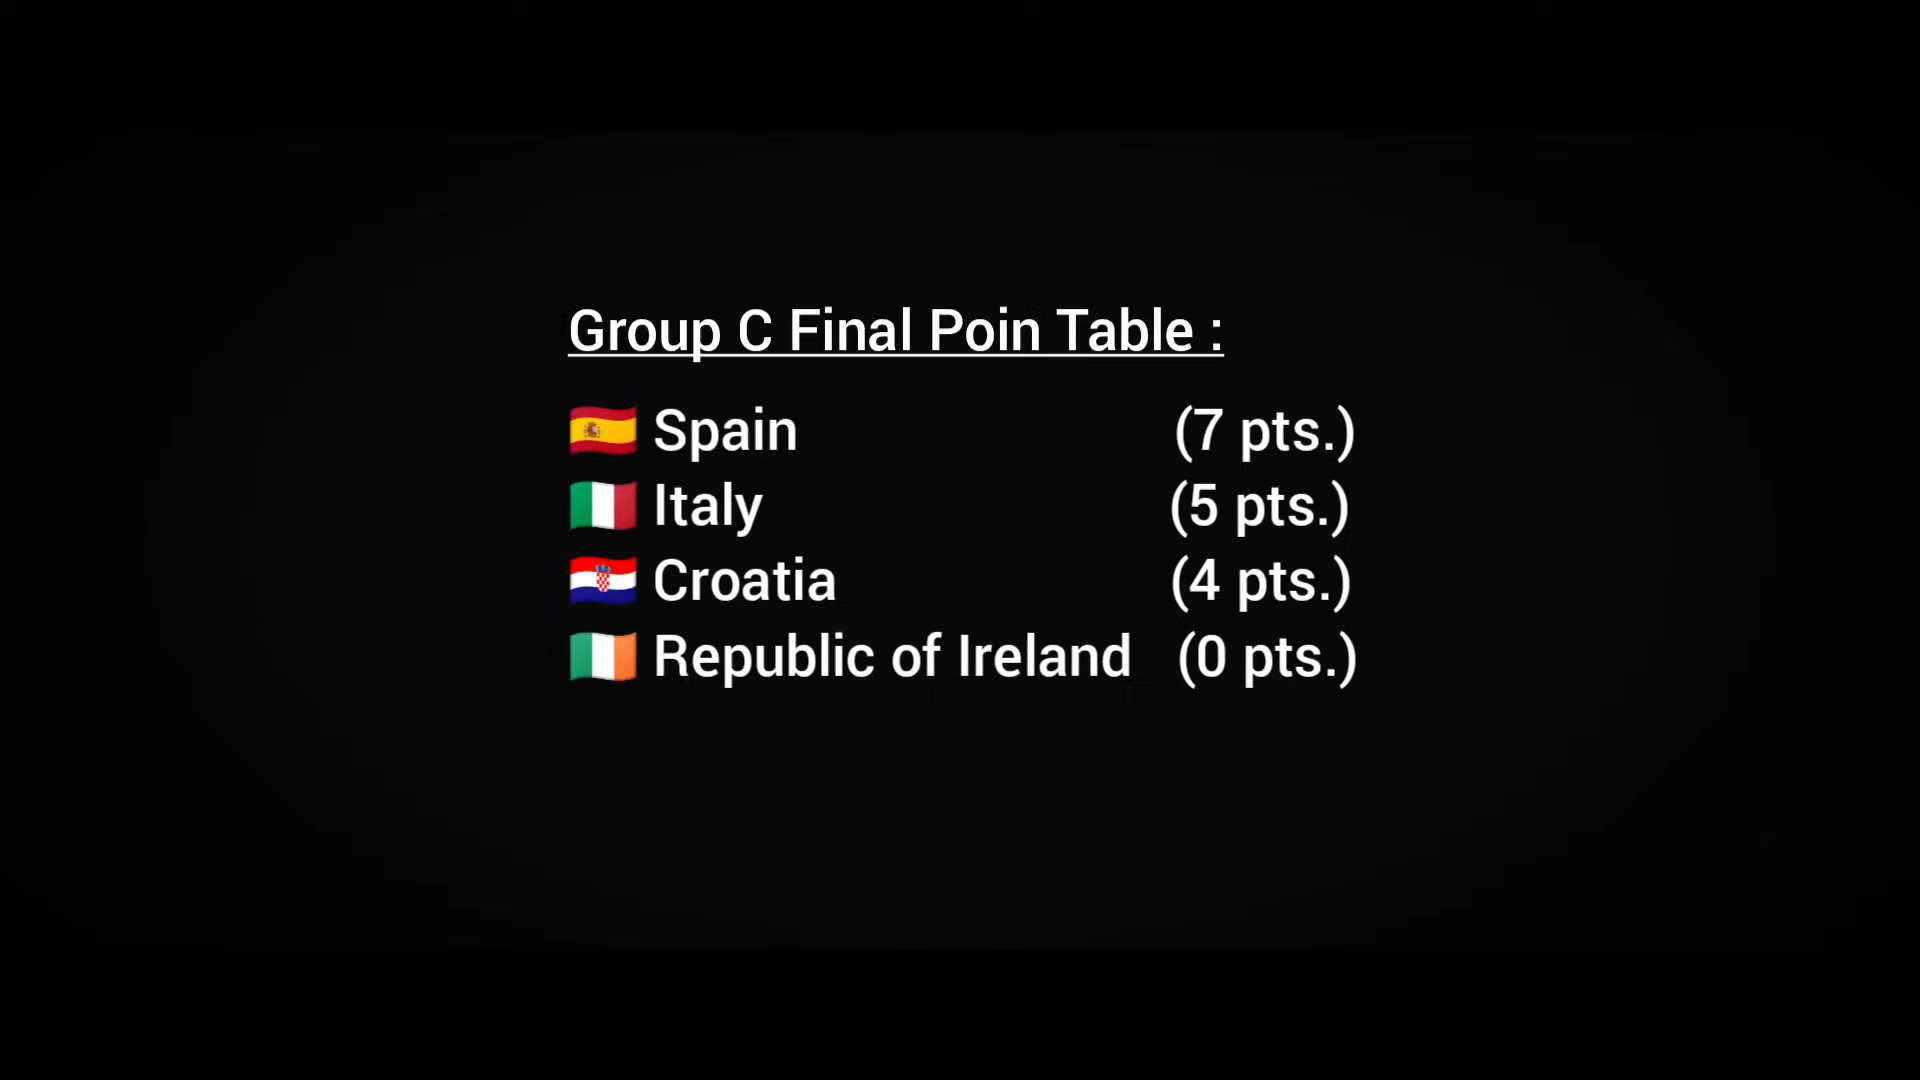 Group C Final Poin Table :
🇪🇸 Spain (7 pts.)
🇮🇹 Italy (5 pts.)
🇭🇷 Croatia (4 pts.)
🇮🇪 Republic of Ireland (0 pts.)